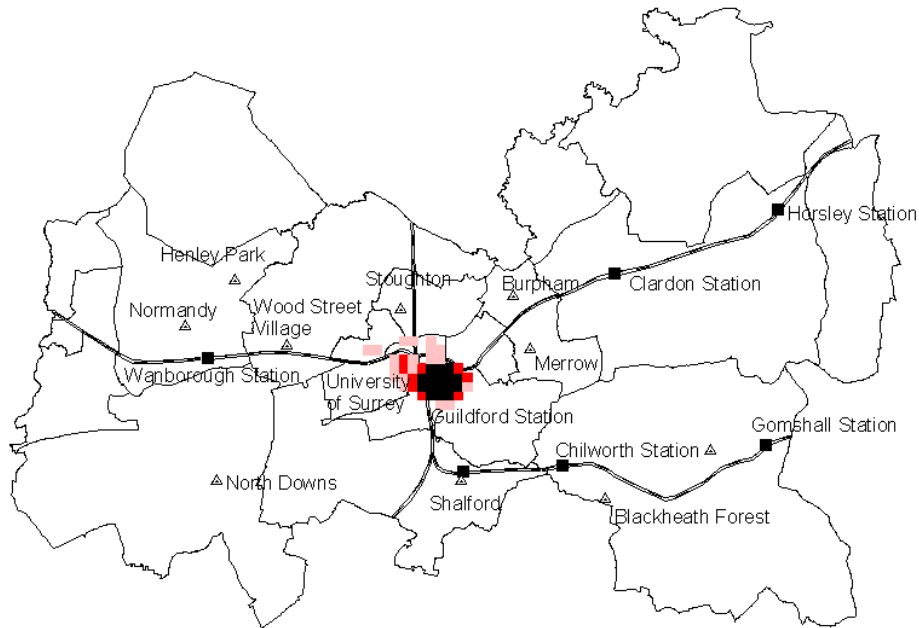 Horsley Station
Henley Park
Stoughton
Burpham
Clardon Station
Normandy
Wood Street
Village
Merrow
Wanborough Station
University
of Surrey
Guildford Station
Gomshall Station
Chilworth Station
North Downs
Shalford
Blackheath Forest